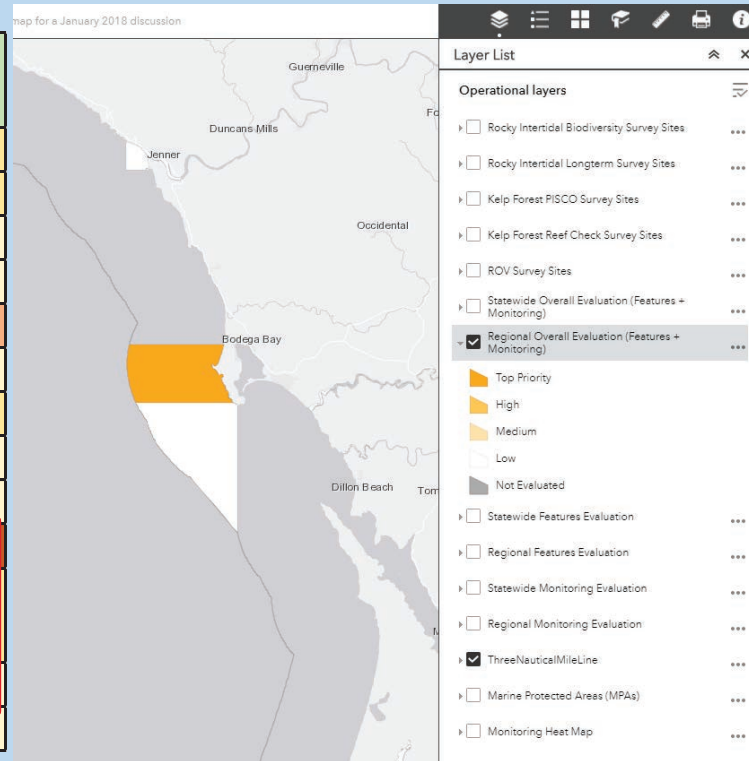 map for a January 2018 discussion
Guerneville
Duncans Mills
Jenner
Occidental
Bodega Bay
Dillon Beach
Layer List
Operational layers
Rocky Intertidal Biodiversity Survey Sites
Rocky Intertidal Longterm Survey Sites
Kelp Forest PISCO Survey Sites
Kelp Forest Reef Check Survey Sites
ROV Survey Sites
Statewide Overall Evaluation (Features +
Monitoring)
Regional Overall Evaluation (Features +
Monitoring)
Top Priority
High
Medium
Low
Not Evaluated
Statewide Features Evaluation
Regional Features Evaluation
Statewide Monitoring Evaluation
Regional Monitoring Evaluation
ThreeNauticalMileLine
Marine Protected Areas (MPAs)
Monitoring Heat Map